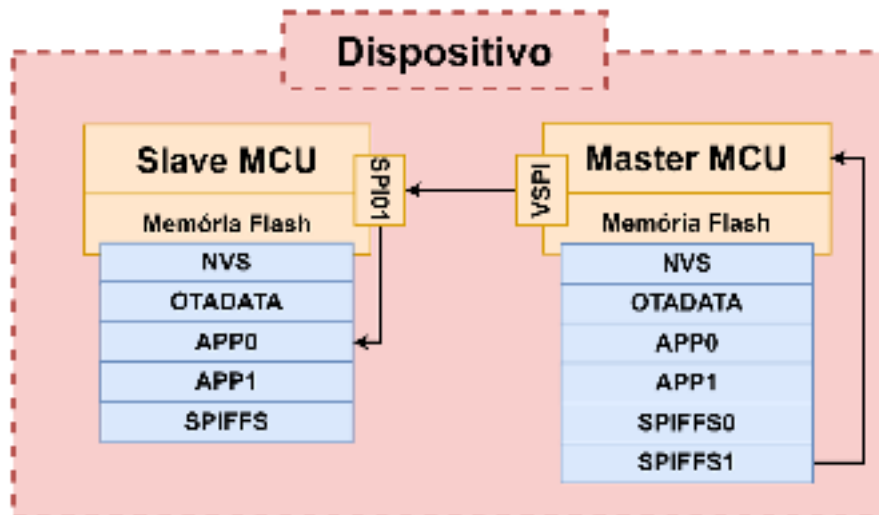 Dispositivo
Slave MCU
Memória Flash
SPI01
NVS
OTADATA
APP0
APP1
SPIFFS
VSPI
Master MCU
Memória Flash
NVS
OTADATA
APP0
APP1
SPIFFS0
SPIFFS1